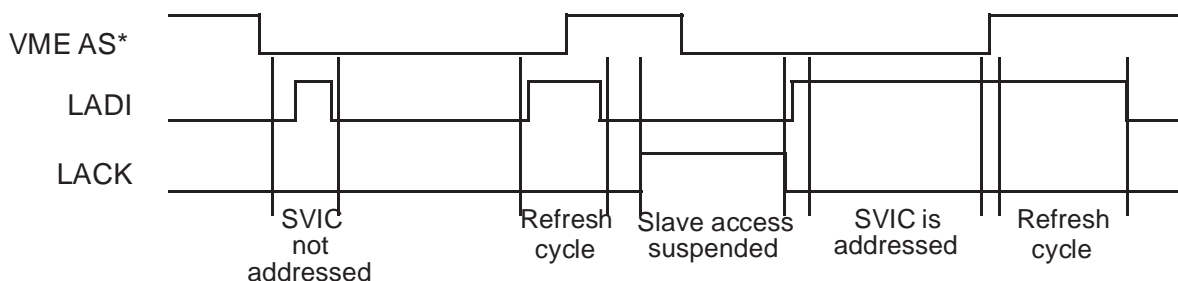 VME AS*
LADI
LACK
SVIC
not
addressed
Refresh
cycle
Slave access
suspended
SVIC is
addressed
Refresh
cycle